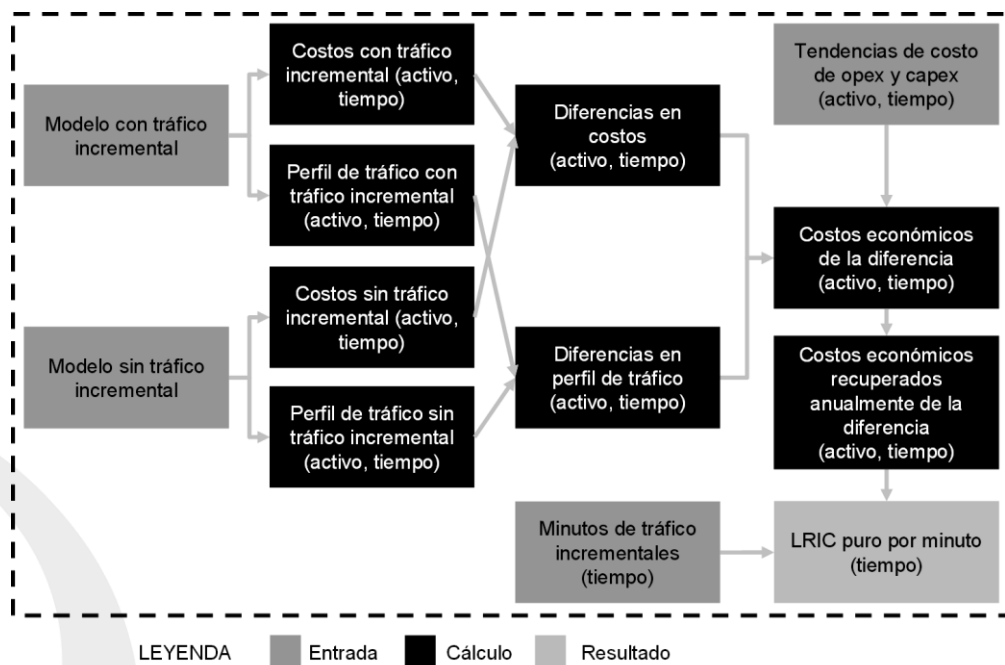 Modelo con tráfico
incremental
Modelo sin tráfico
incremental
Costos con tráfico
incremental (activo,
tiempo)
Perfil de tráfico con
tráfico incremental
(activo, tiempo)
Costos sin tráfico
incremental (activo,
tiempo)
Perfil de tráfico sin
tráfico incremental
(activo, tiempo)
Diferencias en
costos
(activo, tiempo)
Diferencias en
perfil de tráfico
(activo, tiempo)
Minutos de tráfico
incrementales
(tiempo)
Tendencias de costo
de opex y capex
(activo, tiempo)
Costos económicos
de la diferencia
(activo, tiempo)
Costos económicos
recuperados
anualmente de la
diferencia
(activo, tiempo)
LRIC puro por minuto
(tiempo)
LEYENDA
Entrada
Cálculo
Resultado